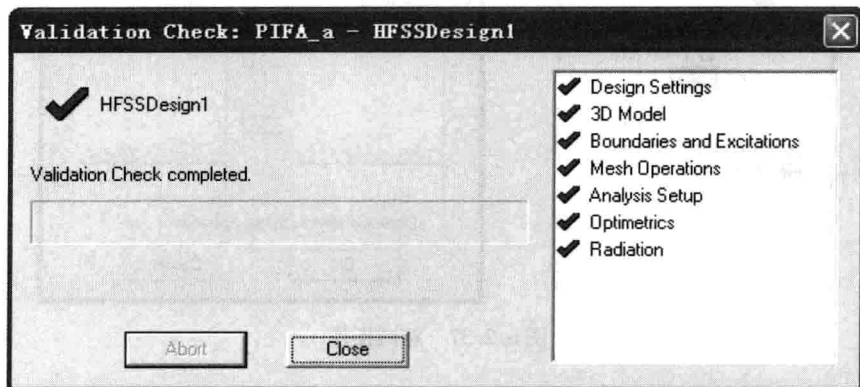 Validation Check: PIFA_a - HFSSDesign1
HFSSDesign1
Validation Check completed.
Abort
Close
Design Settings
3D Model
Boundaries and Excitations
Mesh Operations
Analysis Setup
Optimetrics
Radiation